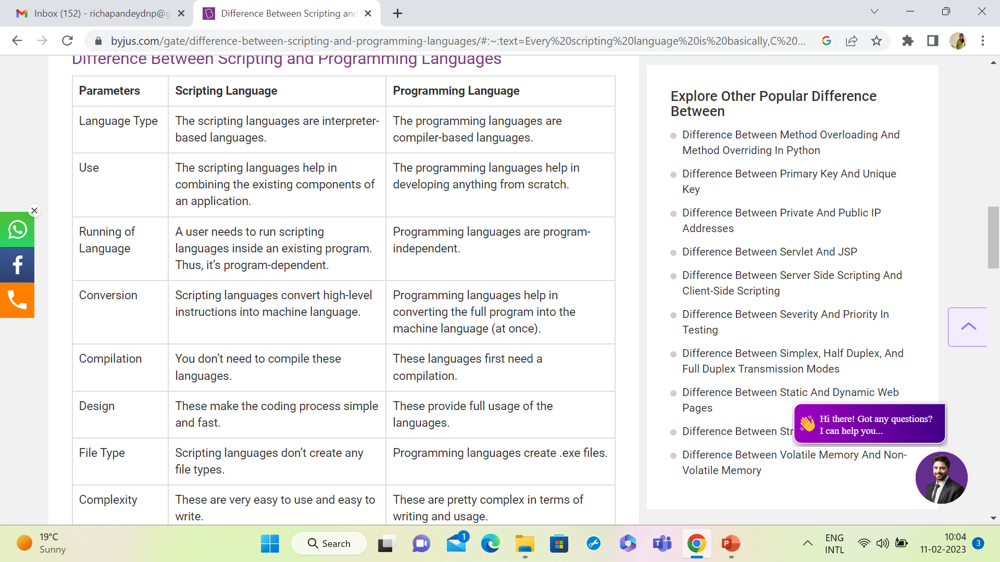 Inbox (152) - richapandeydnp@g
Difference Between Scripting and
byjus.com/gate/difference-between-scripting-and-programming-languages/#:~:text=Every%20scripting%20language%20is%20basically,C%20...
Difference Between Scripting and Programming Languages
Parameters
Scripting Language
Programming Language
Language Type
The scripting languages are interpreter-
based languages.
The programming languages are
compiler-based languages.
Use
The scripting languages help in
combining the existing components of
an application.
The programming languages help in
developing anything from scratch.
Running of
Language
A user needs to run scripting
languages inside an existing program.
Thus, it’s program-dependent.
Programming languages are program-
independent.
Conversion
Scripting languages convert high-level
instructions into machine language.
Programming languages help in
converting the full program into the
machine language (at once).
Compilation
You don’t need to compile these
languages.
These languages first need a
compilation.
Design
These make the coding process simple
and fast.
These provide full usage of the
languages.
File Type
Scripting languages don’t create any
file types.
Programming languages create .exe files.
Complexity
These are very easy to use and easy to
write.
These are pretty complex in terms of
writing and usage.
Explore Other Popular Difference
Between
Difference Between Method Overloading And
Method Overriding In Python
Difference Between Primary Key And Unique
Key
Difference Between Private And Public IP
Addresses
Difference Between Servlet And JSP
Difference Between Server Side Scripting And
Client-Side Scripting
Difference Between Severity And Priority In
Testing
Difference Between Simplex, Half Duplex, And
Full Duplex Transmission Modes
Difference Between Static And Dynamic Web
Pages
Difference Between Str
Difference Between Volatile Memory And Non-
Volatile Memory
Hi there! Got any questions?
I can help you...
19°C
Sunny
Search
1
ENG
INTL
10:04
11-02-2023
3